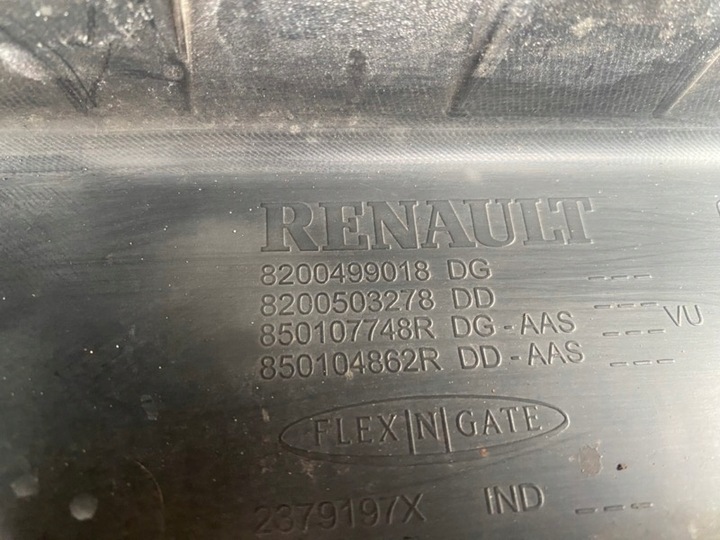 RENAULT
8200499018 DG ---
8200503278 DD ---
850107748R DG-AAS --- VU
850104862R DD-AAS ---
FLEX|N|GATE
2379197X IND ---